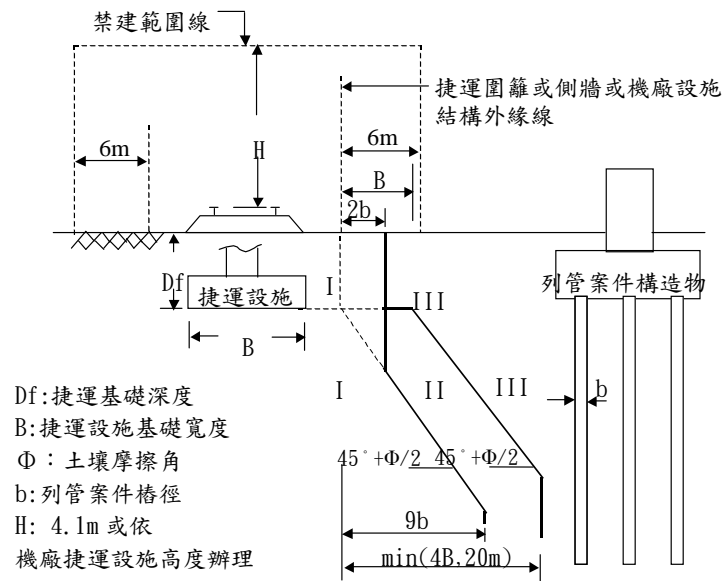 禁建範圍線
捷運圍籬或側牆或機廠設施
結構外緣線
6m
H
6m
B
2b
Df
I
III
捷運設施
列管案件構造物
B
I
II
III
b
Df:捷運基礎深度
B:捷運設施基礎寬度
Φ：土壤摩擦角
b:列管案件樁徑
H: 4.1m 或依
機廠捷運設施高度辦理
45°+Φ/2
45°+Φ/2
9b
min(4B,20m)